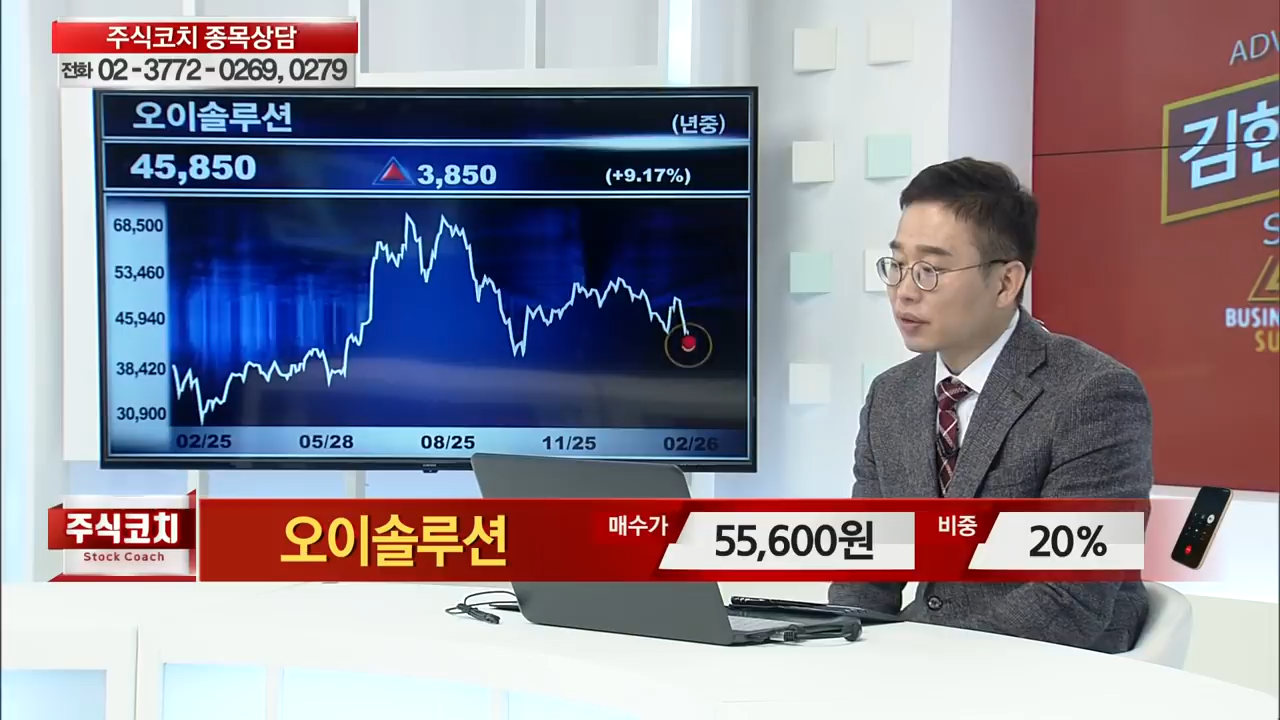 주식코치 종목상담
전화 02-3772-0269, 0279
오이솔루션
(년중)
45,850
▲ 3,850
(+9.17%)
68,500
53,460
45,940
38,420
30,900
02/25 05/28 08/25 11/25 02/26
김한
BUSIN
SU
주식코치
Stock Coach
오이솔루션
매수가
55,600원
비중
20%